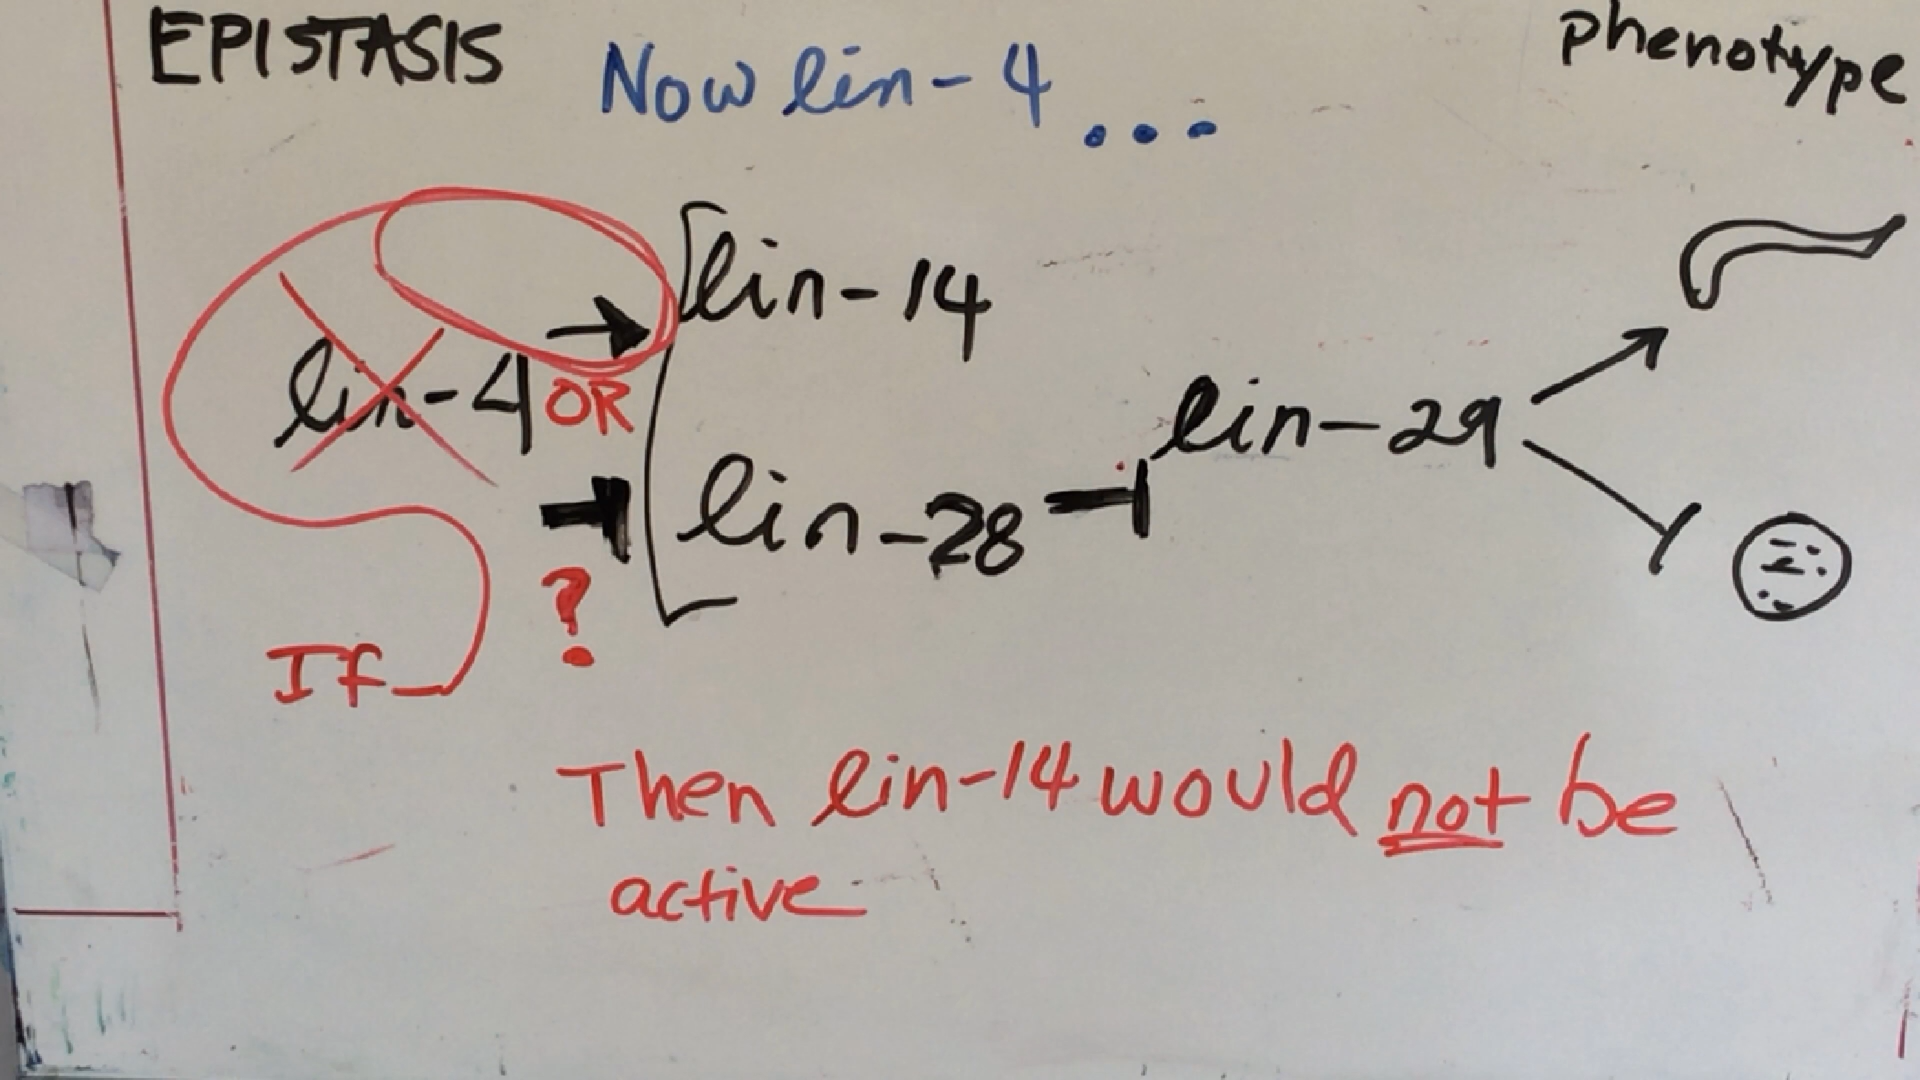 EPISTASIS
phenotype
Now lin-4 ...
lin-14
lin-4 OR
lin-28
lin-29
?
If
Then lin-14 would not be
active